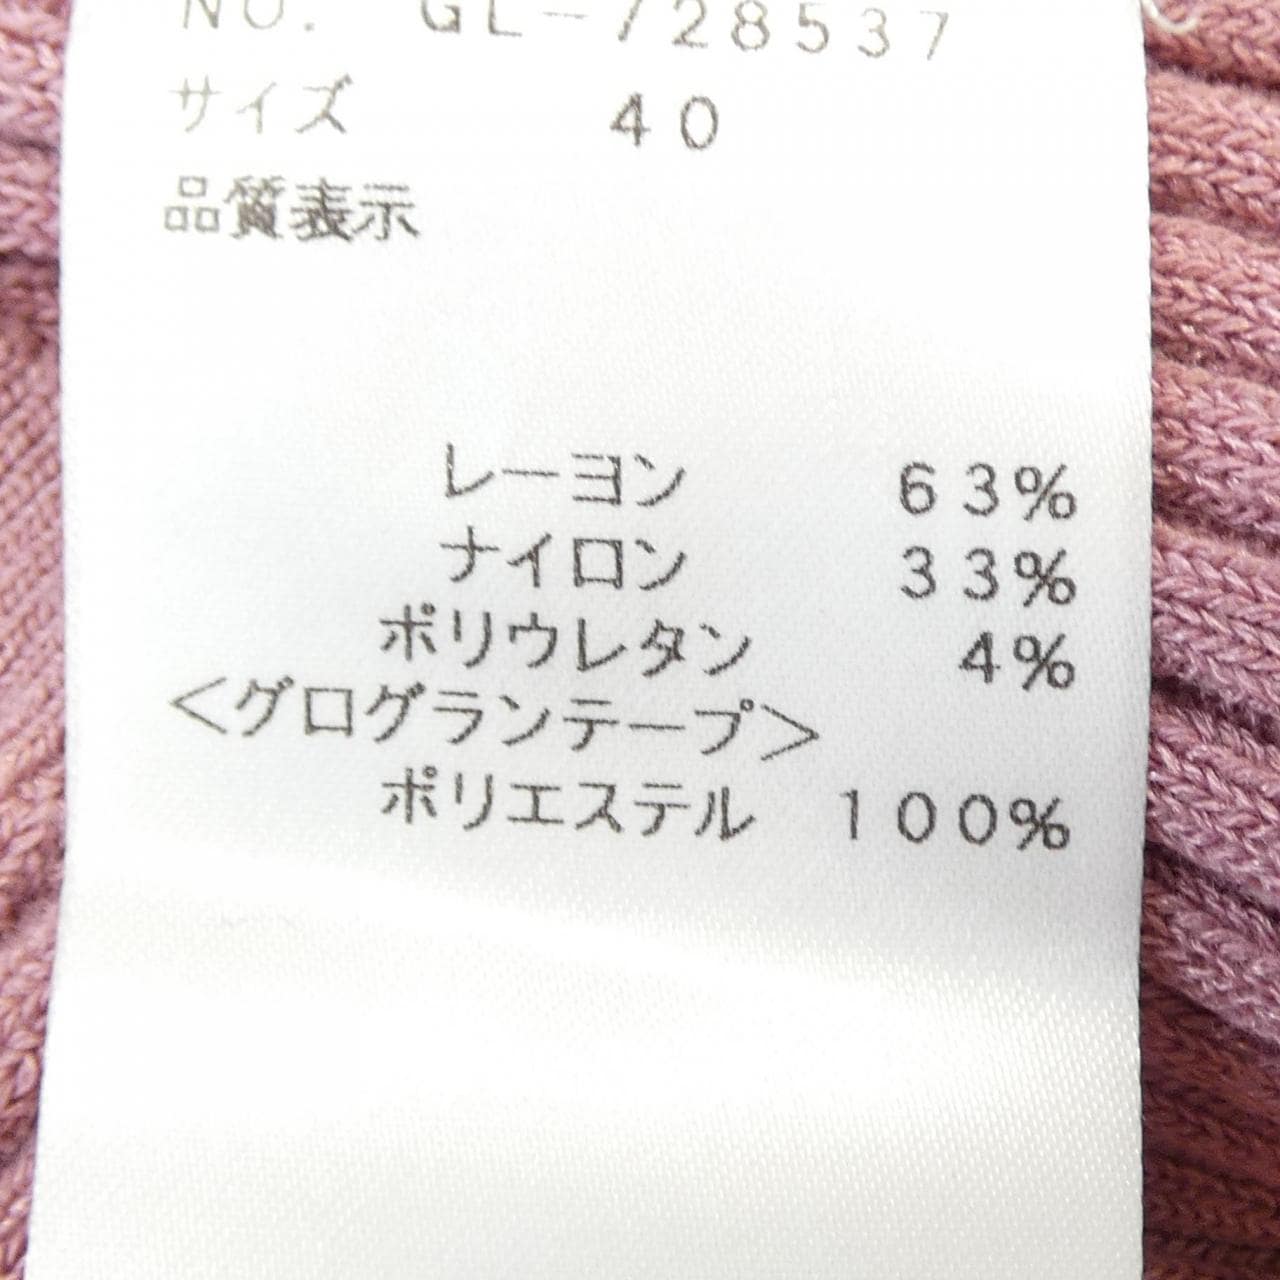 NO. GL-728537
サイズ 40
品質表示
レーヨン 63%
ナイロン 33%
ポリウレタン 4%
<グログランテープ>
ポリエステル 100%